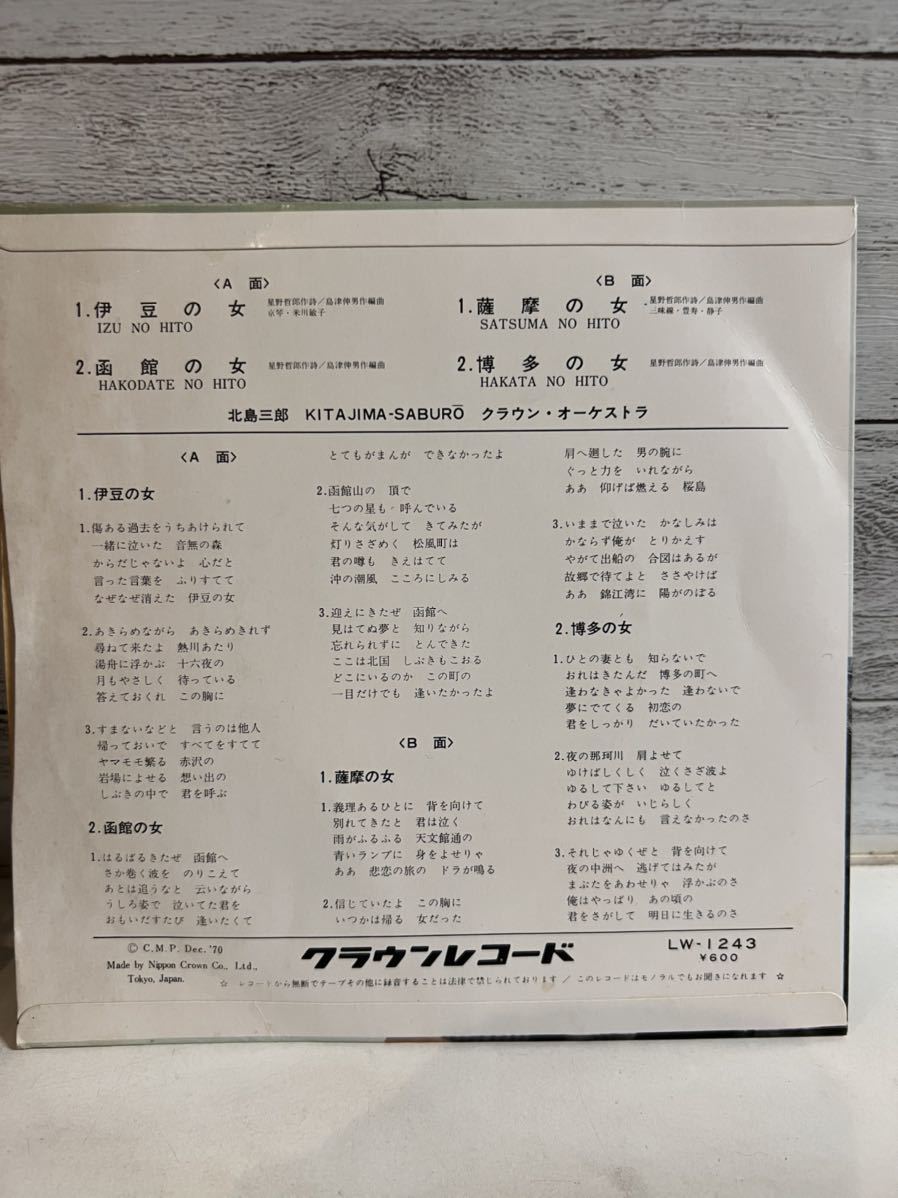 〈A 面〉
1.伊豆の女 星野哲郎作詩／島津伸男作編曲
京琴・米川敏子
IZU NO HITO
2.函館の女 星野哲郎作詩／島津伸男作編曲
HAKODATE NO HITO
〈B 面〉
1.薩摩の女 星野哲郎作詩／島津伸男作編曲
三味線・豊寿・静子
SATSUMA NO HITO
2.博多の女 星野哲郎作詩／島津伸男作編曲
HAKATA NO HITO
北島三郎 KITAJIMA-SABURŌ クラウン・オーケストラ
〈A 面〉
1.伊豆の女
1.傷ある過去をうちあけられて
一緒に泣いた 音無の森
からだじゃないよ 心だと
言った言葉を ふりすてて
なぜなぜ消えた 伊豆の女
2.あきらめながら あきらめきれず
尋ねて来たよ 熱川あたり
湯舟に浮かぶ 十六夜の
月もやさしく 待っている
答えておくれ この胸に
3.すまないなどと 言うのは他人
帰っておいで すべてをすてて
ヤマモモ繁る 赤沢の
岩場によせる 想い出の
しぶきの中で 君を呼ぶ
2.函館の女
1.はるばるきたぜ 函館へ
さか巻く波を のりこえて
あとは追うなと 云いながら
うしろ姿で 泣いてた君を
おもいだすたび 逢いたくて
とてもがまんが できなかったよ
2.函館山の 頂で
七つの星も 呼んでいる
そんな気がして きてみたが
灯りさざめく 松風町は
君の噂も きえはてて
沖の潮風 こころにしみる
3.迎えにきたぜ 函館へ
見はてぬ夢と 知りながら
忘れられずに とんできた
ここは北国 しぶきもこおる
どこにいるのか この町の
一目だけでも 逢いたかったよ
〈B 面〉
1.薩摩の女
1.義理あるひとに 背を向けて
別れてきたと 君は泣く
雨がふるふる 天文館通の
青いランプに 身をよせりゃ
ああ 悲恋の旅の ドラが鳴る
2.信じていたよ この胸に
いつかは帰る 女だった
肩へ廻した 男の腕に
ぐっと力を いれながら
ああ 仰げば燃える 桜島
3.いままで泣いた かなしみは
かならず俺が とりかえす
やがて出船の 合図はあるが
故郷で待てよと ささやけば
ああ 錦江湾に 陽がのぼる
2.博多の女
1.ひとの妻とも 知らないで
おれはきたんだ 博多の町へ
逢わなきゃよかった 逢わないで
夢にでてくる 初恋の
君をしっかり だいていたかった
2.夜の那珂川 肩よせて
ゆけばしくしく 泣くさざ波よ
ゆるして下さい ゆるしてと
わびる姿が いじらしく
おれはなんにも 言えなかったのさ
3.それじゃゆくぜと 背を向けて
夜の中洲へ 逃げてはみたが
まぶたをあわせりゃ 浮かぶのさ
俺はやっぱり あの頃の
君をさがして 明日に生きるのさ
© C.M.P. Dec. '70
Made by Nippon Crown Co., Ltd.,
Tokyo, Japan.
クラウンレコード
LW-1243
¥600
☆ レコードから無断でテープその他に録音することは法律で禁じられております ／ このレコードはモノラルでもお聞きになれます ☆